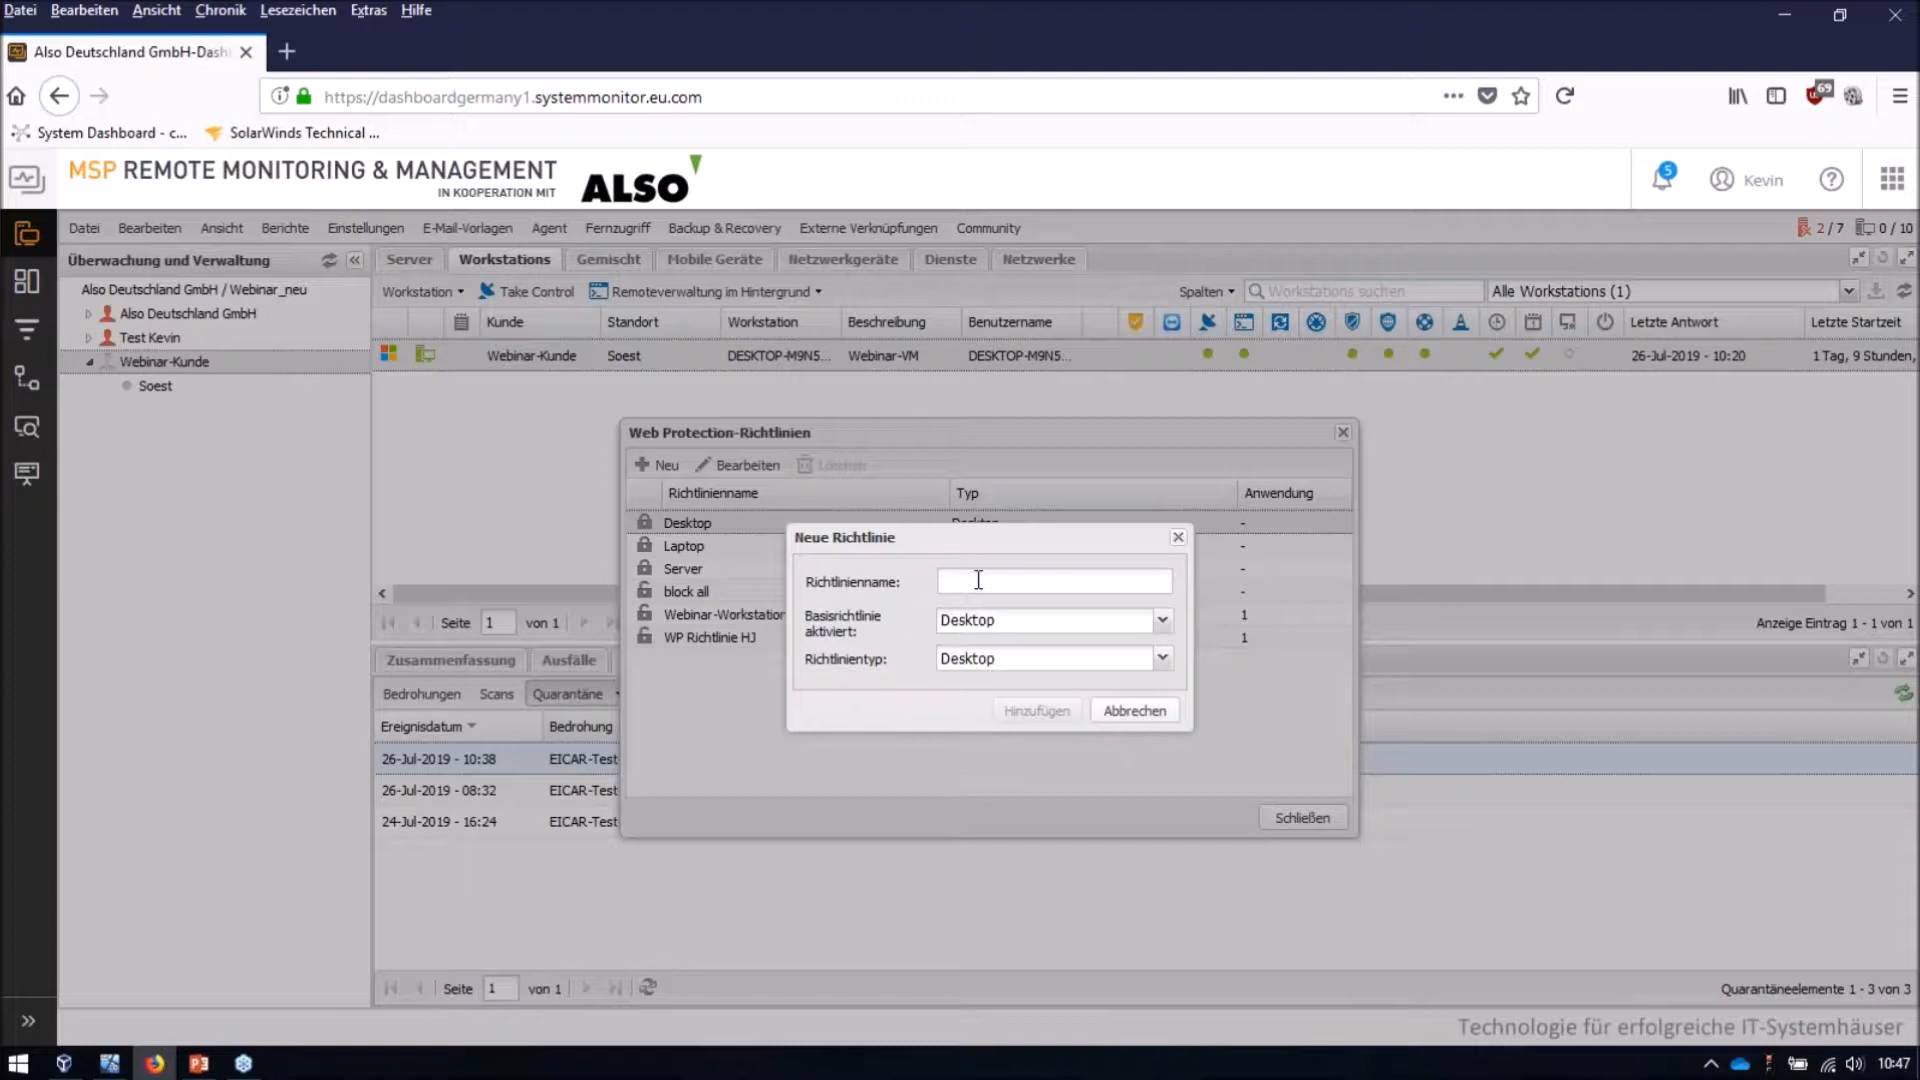 Datei Bearbeiten Ansicht Chronik Lesezeichen Extras Hilfe
Also Deutschland GmbH-Dash
https://dashboardgermany1.systemmonitor.eu.com
69
System Dashboard - c... SolarWinds Technical ...
MSP REMOTE MONITORING & MANAGEMENT
IN KOOPERATION MIT
ALSO
5
Kevin
Datei Bearbeiten Ansicht Berichte Einstellungen E-Mail-Vorlagen Agent Fernzugriff Backup & Recovery Externe Verknüpfungen Community
2 / 7 0 / 10
Überwachung und Verwaltung
Server Workstations Gemischt Mobile Geräte Netzwerkgeräte Dienste Netzwerke
Also Deutschland GmbH / Webinar_neu
Also Deutschland GmbH
Test Kevin
Webinar-Kunde
Soest
Workstation Take Control Remoteverwaltung im Hintergrund Spalten Workstations suchen Alle Workstations (1)
Kunde Standort Workstation Beschreibung Benutzername Letzte Antwort Letzte Startzeit
Webinar-Kunde Soest DESKTOP-M9N5... Webinar-VM DESKTOP-M9N5... 26-Jul-2019 - 10:20 1 Tag, 9 Stunden,
Web Protection-Richtlinien
Neu Bearbeiten Löschen
Richtlinienname Typ Anwendung
Desktop Desktop -
Laptop -
Server -
block all -
Webinar-Workstation 1
WP Richtlinie HJ 1
Neue Richtlinie
Richtlinienname:
Basisrichtlinie aktiviert: Desktop
Richtlinientyp: Desktop
Hinzufügen Abbrechen
Schließen
Seite 1 von 1
Anzeige Eintrag 1 - 1 von 1
Zusammenfassung Ausfälle
Bedrohungen Scans Quarantäne
Ereignisdatum Bedrohung
26-Jul-2019 - 10:38 EICAR-Test
26-Jul-2019 - 08:32 EICAR-Test
24-Jul-2019 - 16:24 EICAR-Test
Seite 1 von 1
Quarantäneelemente 1 - 3 von 3
Technologie für erfolgreiche IT-Systemhäuser
10:47